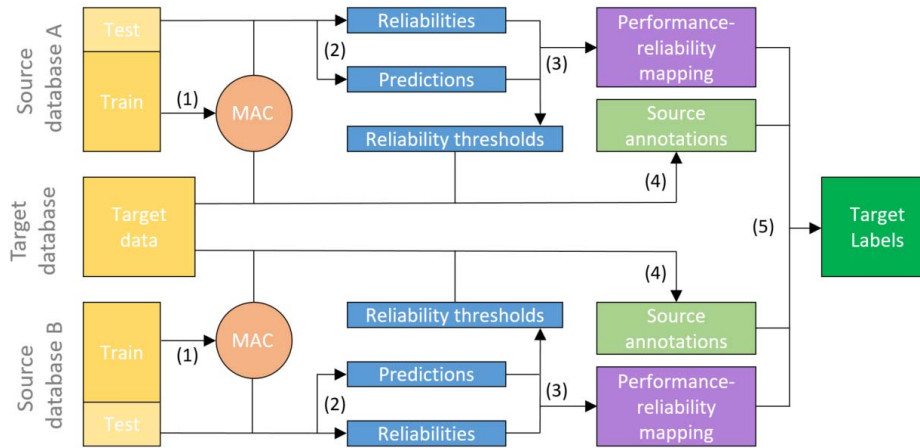 Source
database A
Test
Train
(1)
MAC
(2)
Reliabilities
Predictions
Reliability thresholds
(3)
Performance-
reliability
mapping
Source
annotations
(4)
Target
database
Target
data
(5)
Target
Labels
Source
database B
Train
Test
(1)
MAC
(2)
Reliability thresholds
Predictions
Reliabilities
(3)
(4)
Source
annotations
Performance-
reliability
mapping